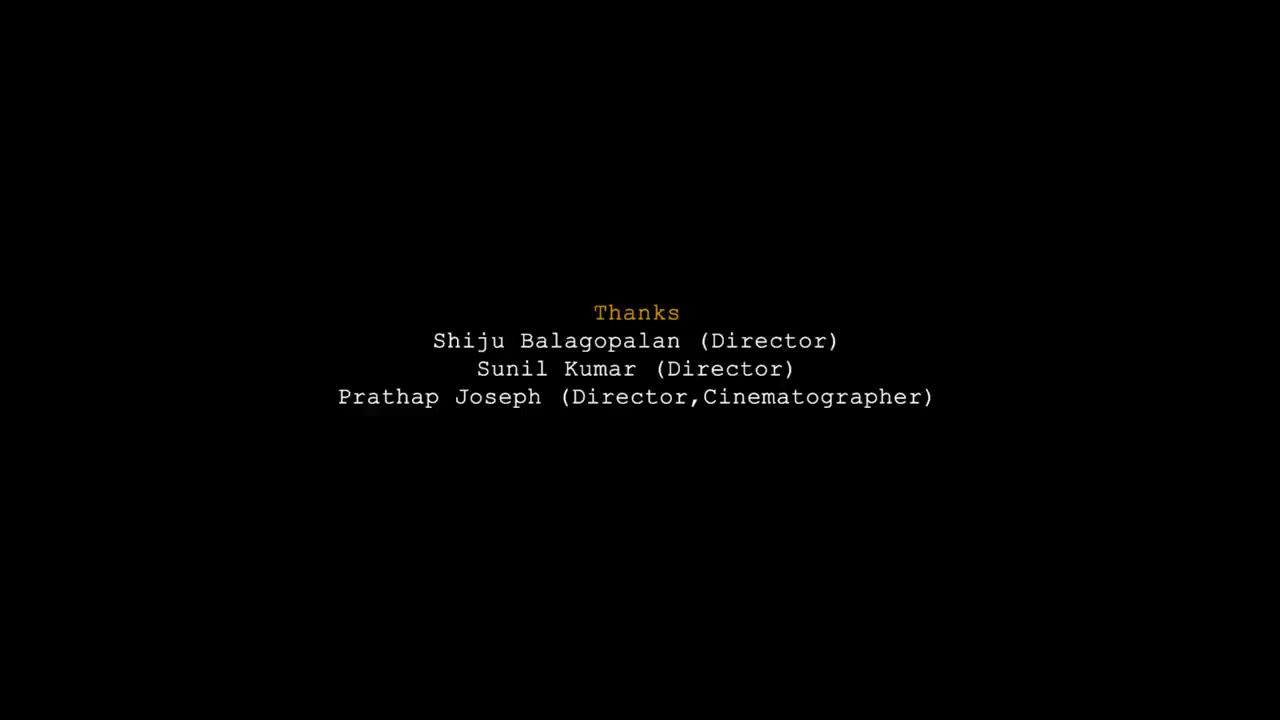 Thanks
Shiju Balagopalan (Director)
Sunil Kumar (Director)
Prathap Joseph (Director,Cinematographer)